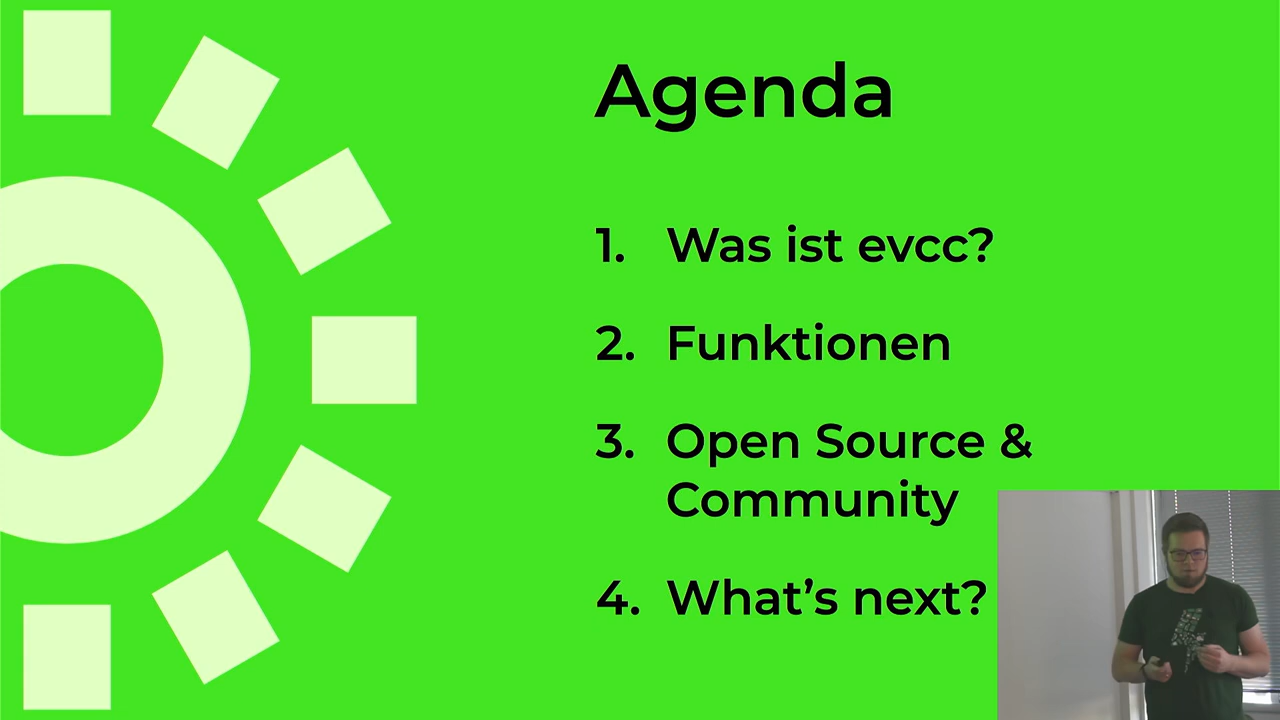 Agenda
1. Was ist evcc?
2. Funktionen
3. Open Source &
Community
4. What’s next?